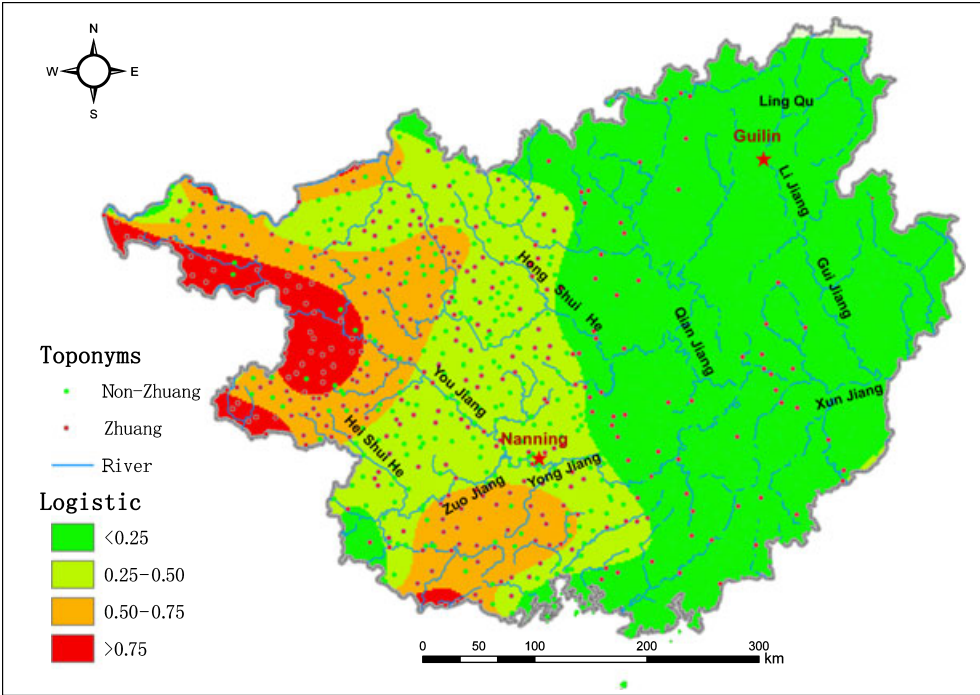 N
W E
S
Ling Qu
Guilin
Li Jiang
Gui Jiang
Hong Shui He
Qian Jiang
Xun Jiang
You Jiang
Hei Shui He
Nanning
Yong Jiang
Zuo Jiang
Toponyms
Non-Zhuang
Zhuang
River
Logistic
<0.25
0.25-0.50
0.50-0.75
>0.75
0 50 100 200 300
km